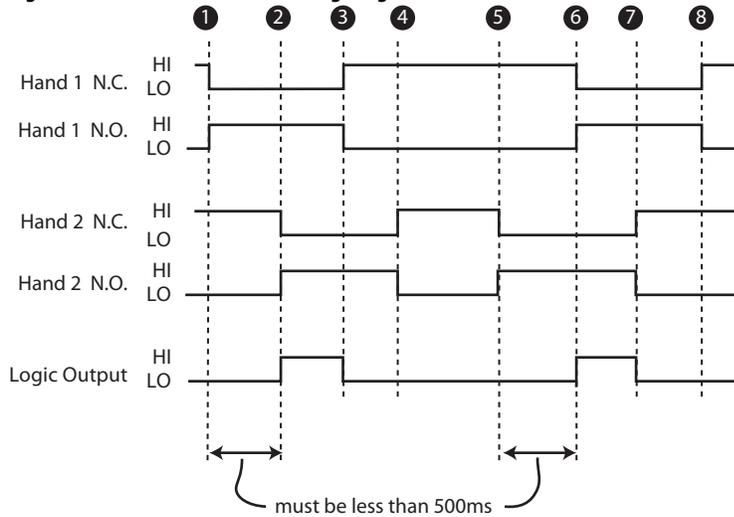 1 2 3 4 5 6 7 8
HI
Hand 1 N.C.
LO
HI
Hand 1 N.O.
LO
HI
Hand 2 N.C.
LO
HI
Hand 2 N.O.
LO
HI
Logic Output
LO
must be less than 500ms